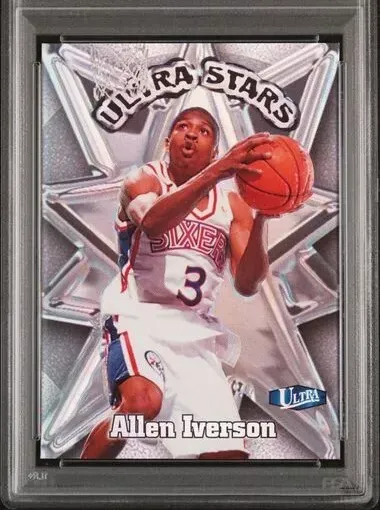 ULTRA STARS
SIXERS
3
ULTRA
Allen Iverson